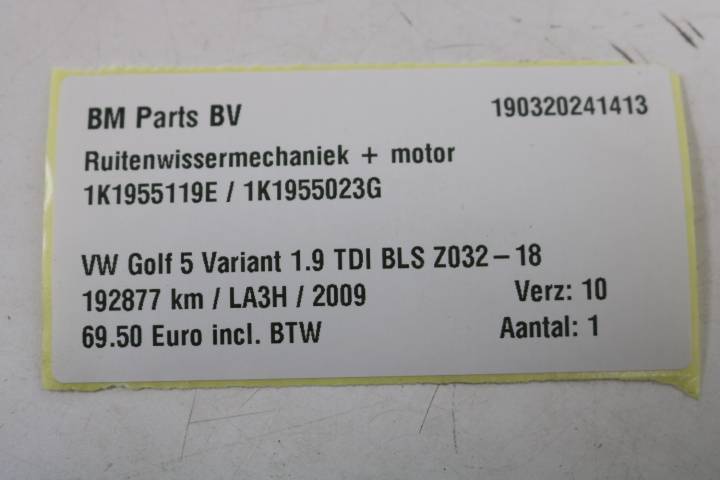 BM Parts BV 190320241413
Ruitenwissermechaniek + motor
1K1955119E / 1K1955023G
VW Golf 5 Variant 1.9 TDI BLS Z032-18
192877 km / LA3H / 2009 Verz: 10
69.50 Euro incl. BTW Aantal: 1